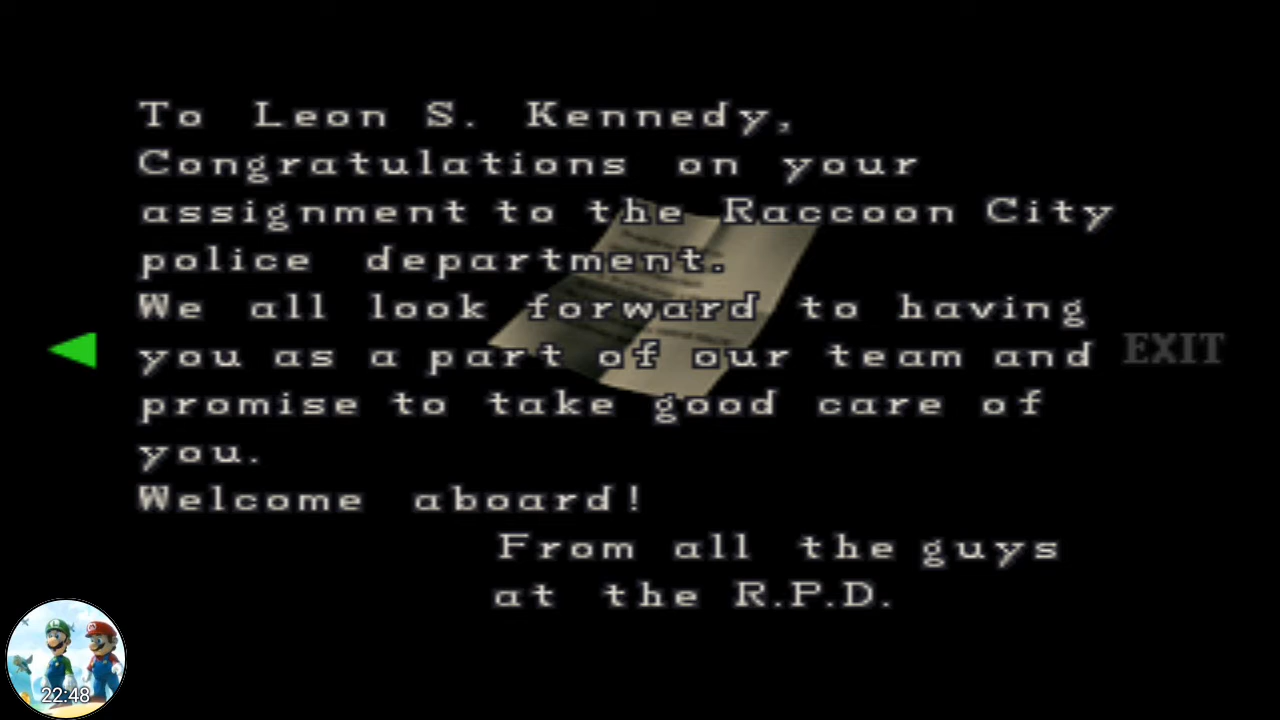 To Leon S. Kennedy,
Congratulations on your
assignment to the Raccoon City
police department.
We all look forward to having
you as a part of our team and
promise to take good care of
you.
Welcome aboard!
From all the guys
at the R.P.D.
EXIT
22:48